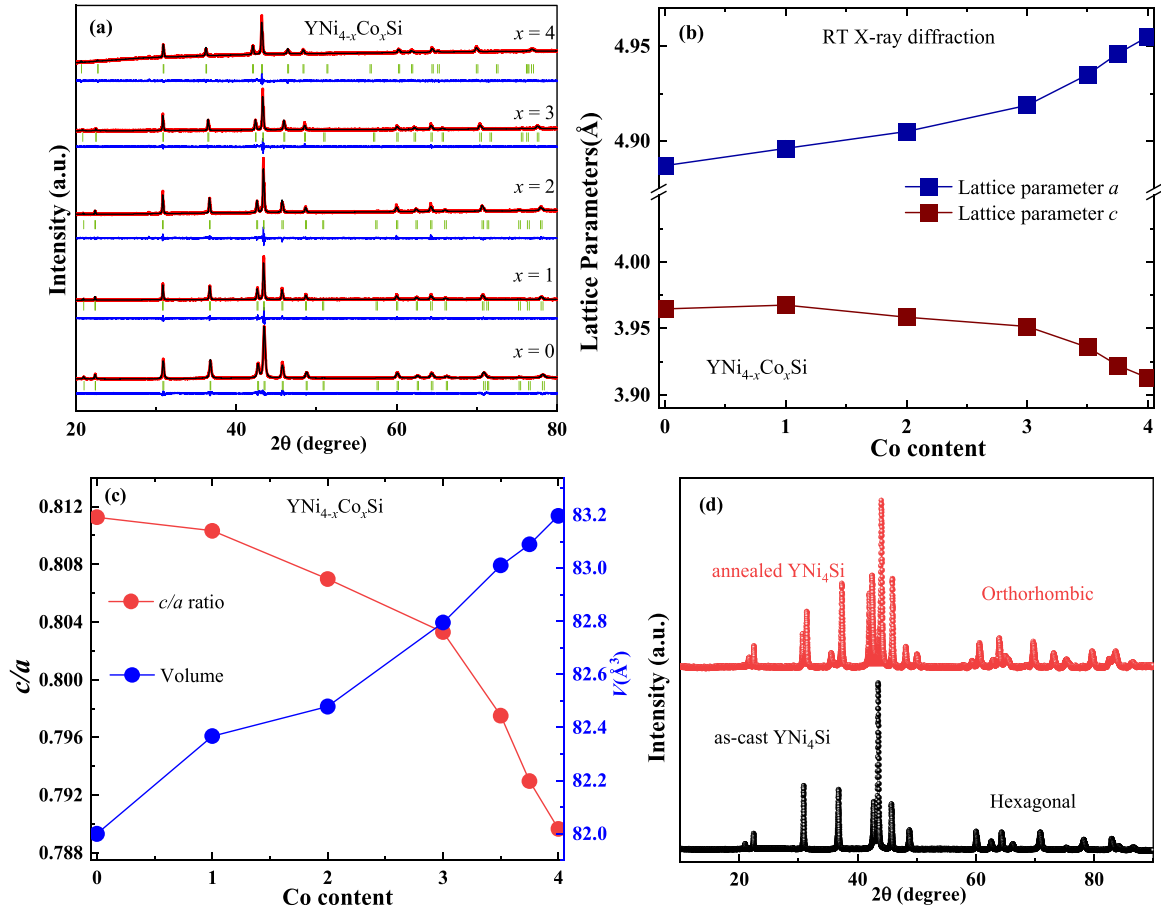 (a)
YNi4-xCoxSi
x = 4
x = 3
x = 2
x = 1
x = 0
Intensity (a.u.)
20 40 60 80
2θ (degree)
(b)
RT X-ray diffraction
4.95
4.90
4.00
3.95
3.90
Lattice Parameters(Å)
Lattice parameter a
Lattice parameter c
YNi4-xCoxSi
0 1 2 3 4
Co content
(c)
YNi4-xCoxSi
0.812
0.808
0.804
0.800
0.796
0.792
0.788
c/a
c/a ratio
Volume
83.2
83.0
82.8
82.6
82.4
82.2
82.0
V(Å3)
0 1 2 3 4
Co content
(d)
annealed YNi4Si
Orthorhombic
as-cast YNi4Si
Hexagonal
Intensity (a.u.)
20 40 60 80
2θ (degree)